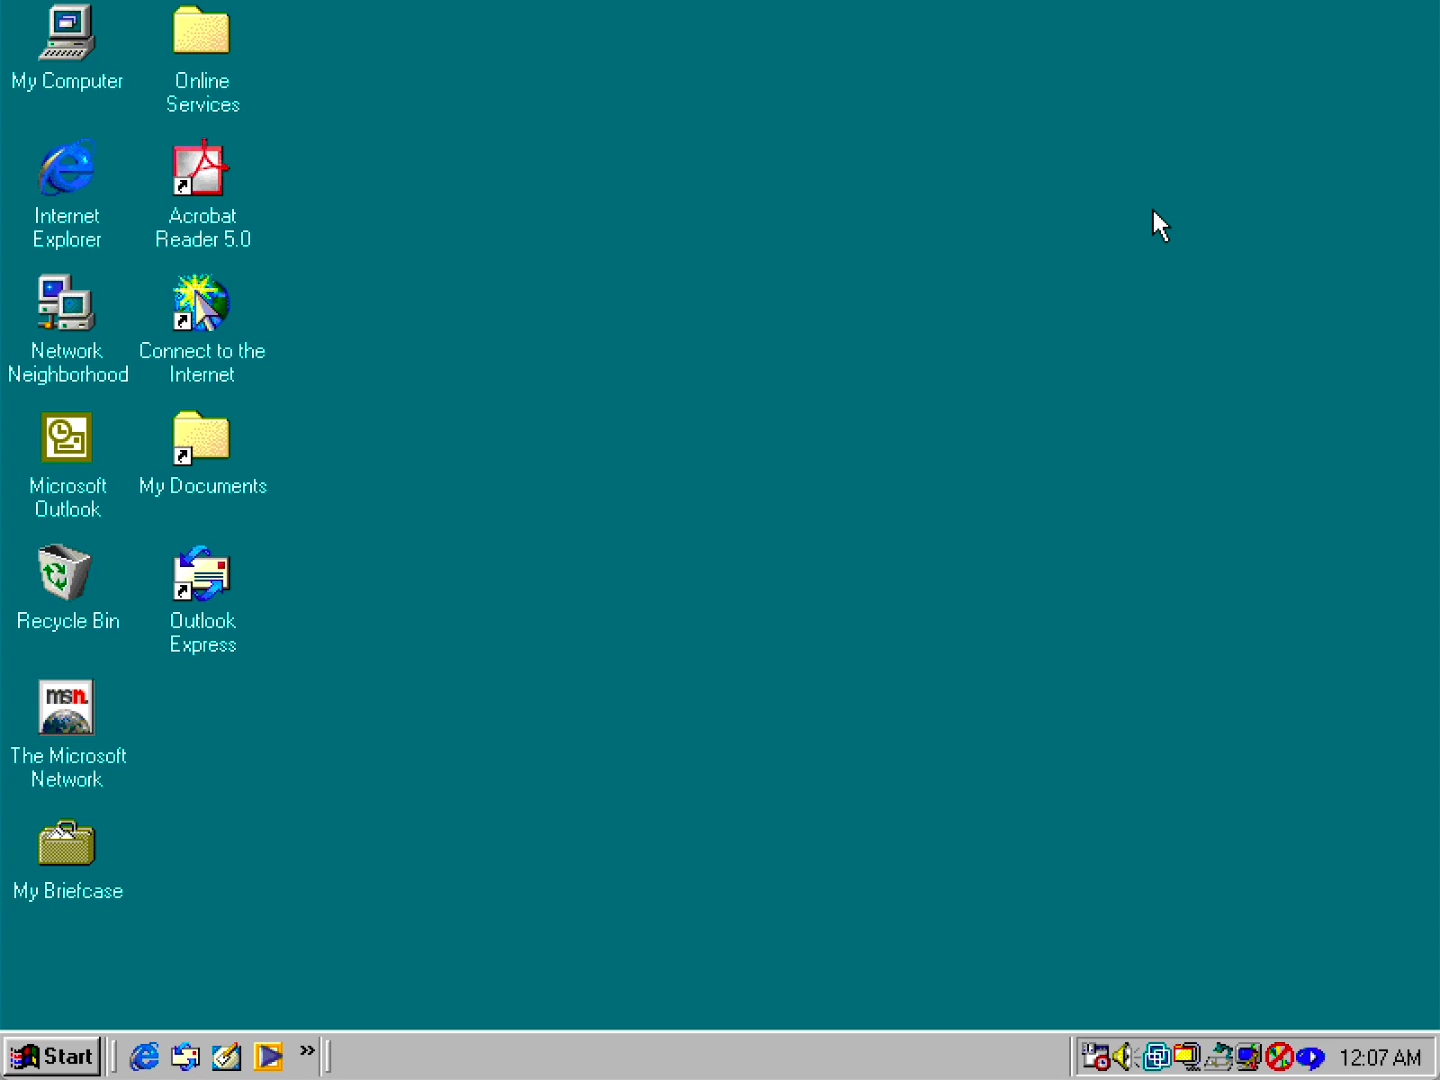 My Computer
Online
Services
Internet
Explorer
Acrobat
Reader 5.0
Network
Neighborhood
Connect to the
Internet
Microsoft
Outlook
My Documents
Recycle Bin
Outlook
Express
msn.
The Microsoft
Network
My Briefcase
Start
12:07 AM